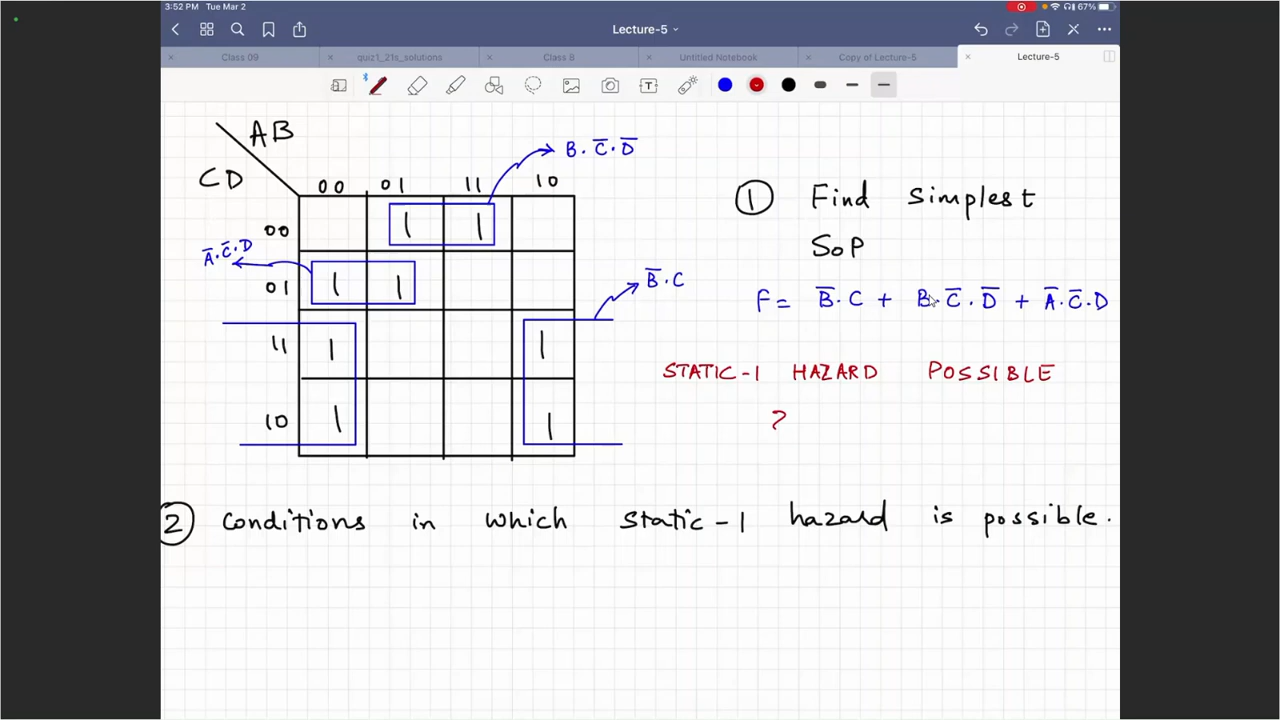 3:52 PM Tue Mar 2
67%
Lecture-5
Class 09
quiz1_21s_solutions
Class 8
Untitled Notebook
Copy of Lecture-5
Lecture-5
AB
CD
00 01 11 10
B.C̅.D̅
00 1 1
A̅.C̅.D
01 1 1
B̅.C
11 1 1
10 1 1
① Find Simplest
SoP
F = B̅.C + B.C̅.D̅ + A̅.C̅.D
STATIC-1 HAZARD POSSIBLE
?
② Conditions in which static-1 hazard is possible.